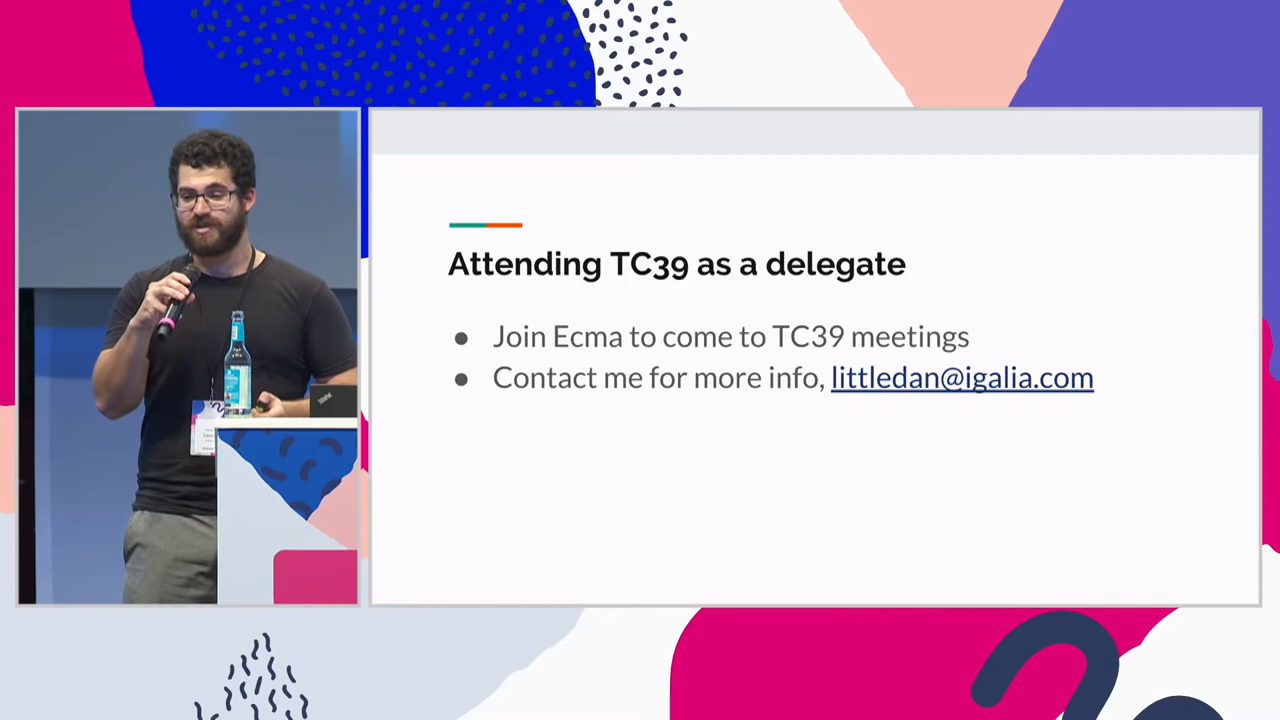 Attending TC39 as a delegate
● Join Ecma to come to TC39 meetings
● Contact me for more info, littledan@igalia.com